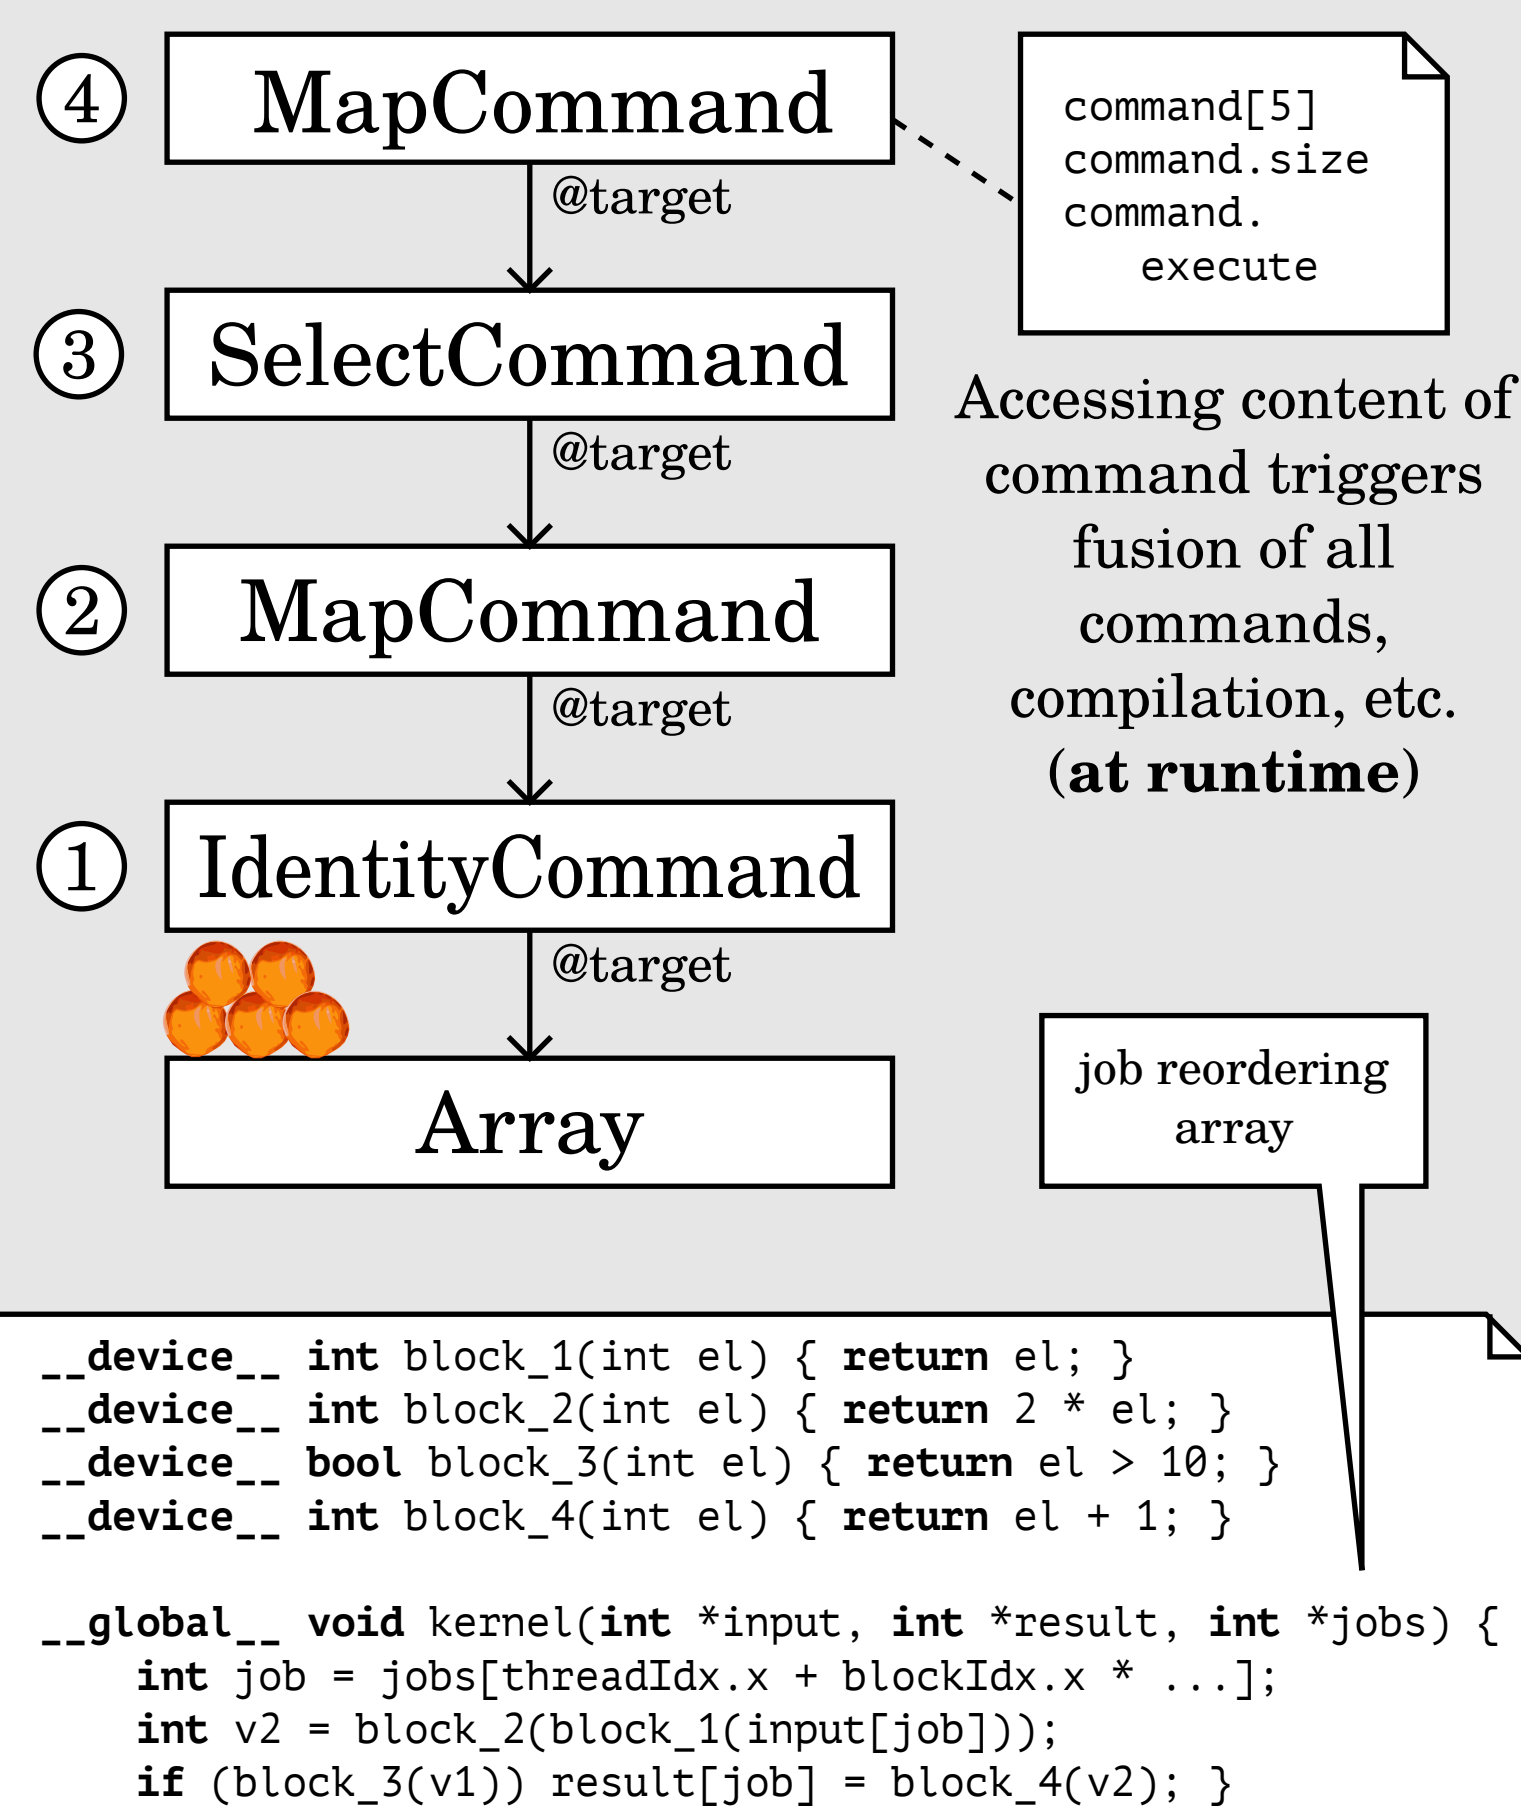 4
MapCommand
@target
3
SelectCommand
@target
2
MapCommand
@target
1
IdentityCommand
@target
Array
command[5]
command.size
command.
execute
Accessing content of
command triggers
fusion of all
commands,
compilation, etc.
(at runtime)
job reordering
array
__device__ int block_1(int el) { return el; }
__device__ int block_2(int el) { return 2 * el; }
__device__ bool block_3(int el) { return el > 10; }
__device__ int block_4(int el) { return el + 1; }
__global__ void kernel(int *input, int *result, int *jobs) {
int job = jobs[threadIdx.x + blockIdx.x * ...];
int v2 = block_2(block_1(input[job]));
if (block_3(v1)) result[job] = block_4(v2); }